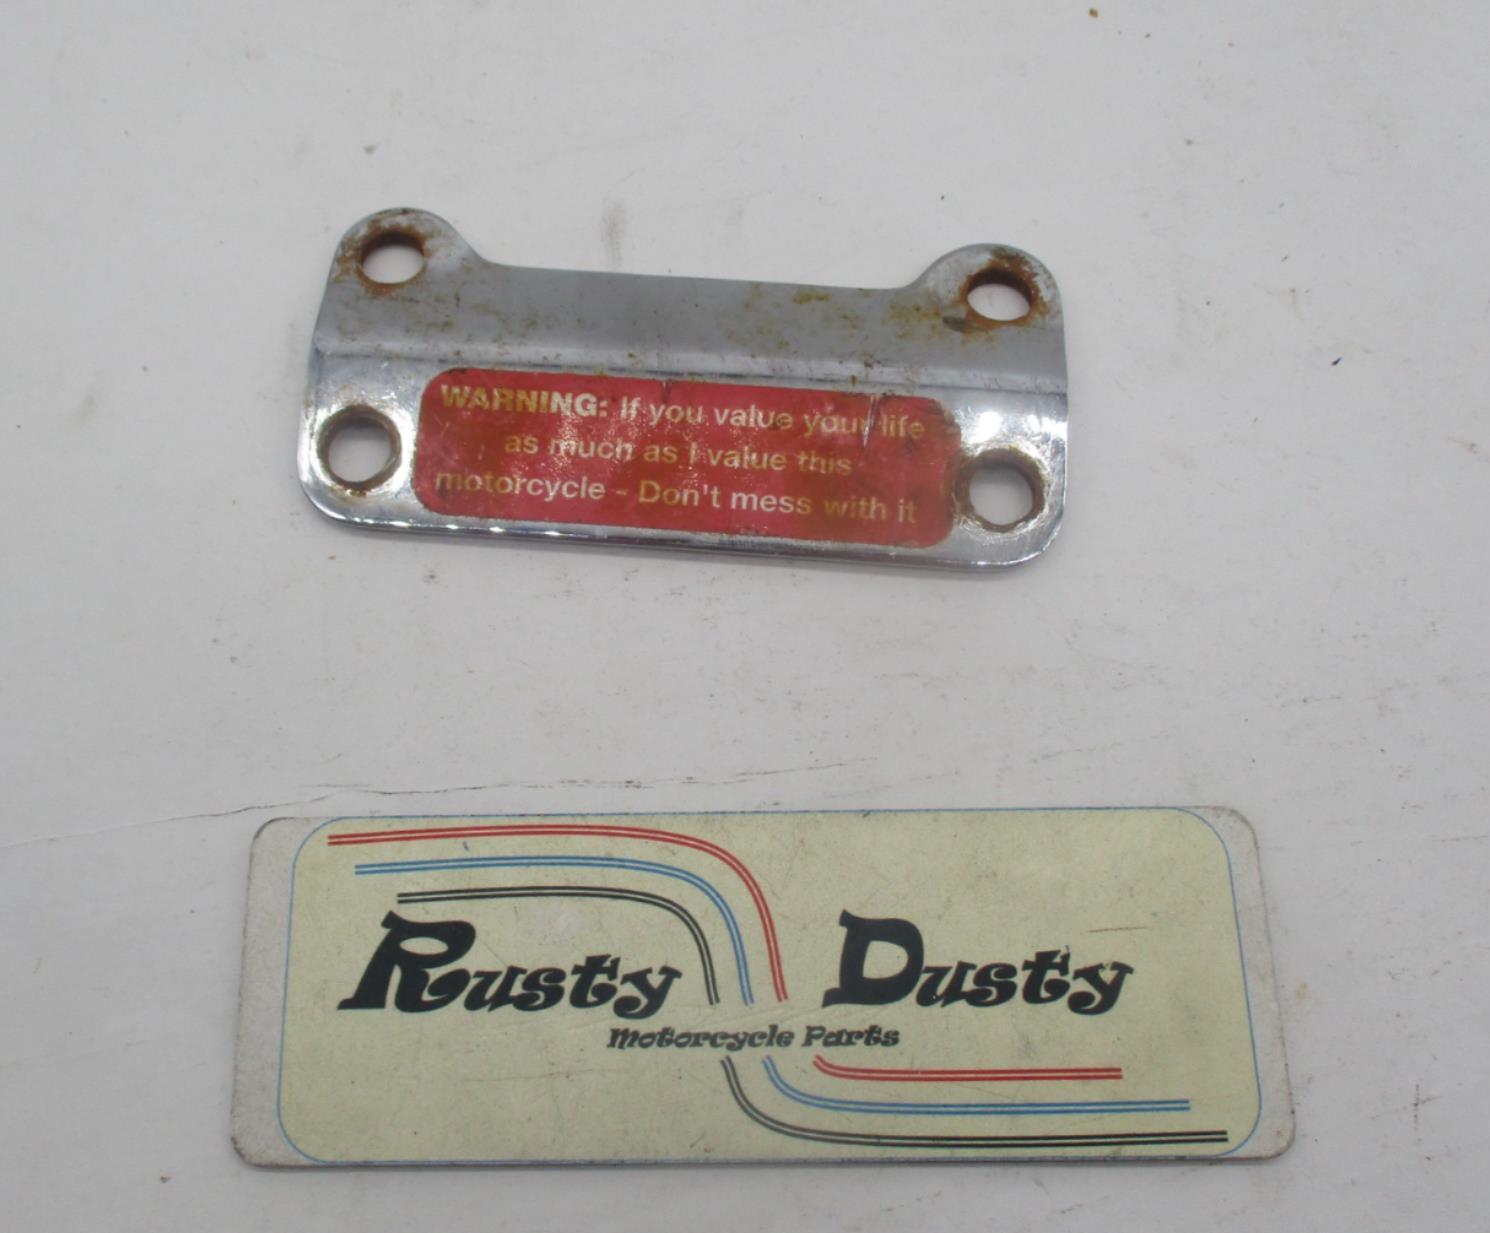 WARNING: If you value your life
as much as I value this
motorcycle - Don't mess with it
Rusty Dusty
Motorcycle Parts